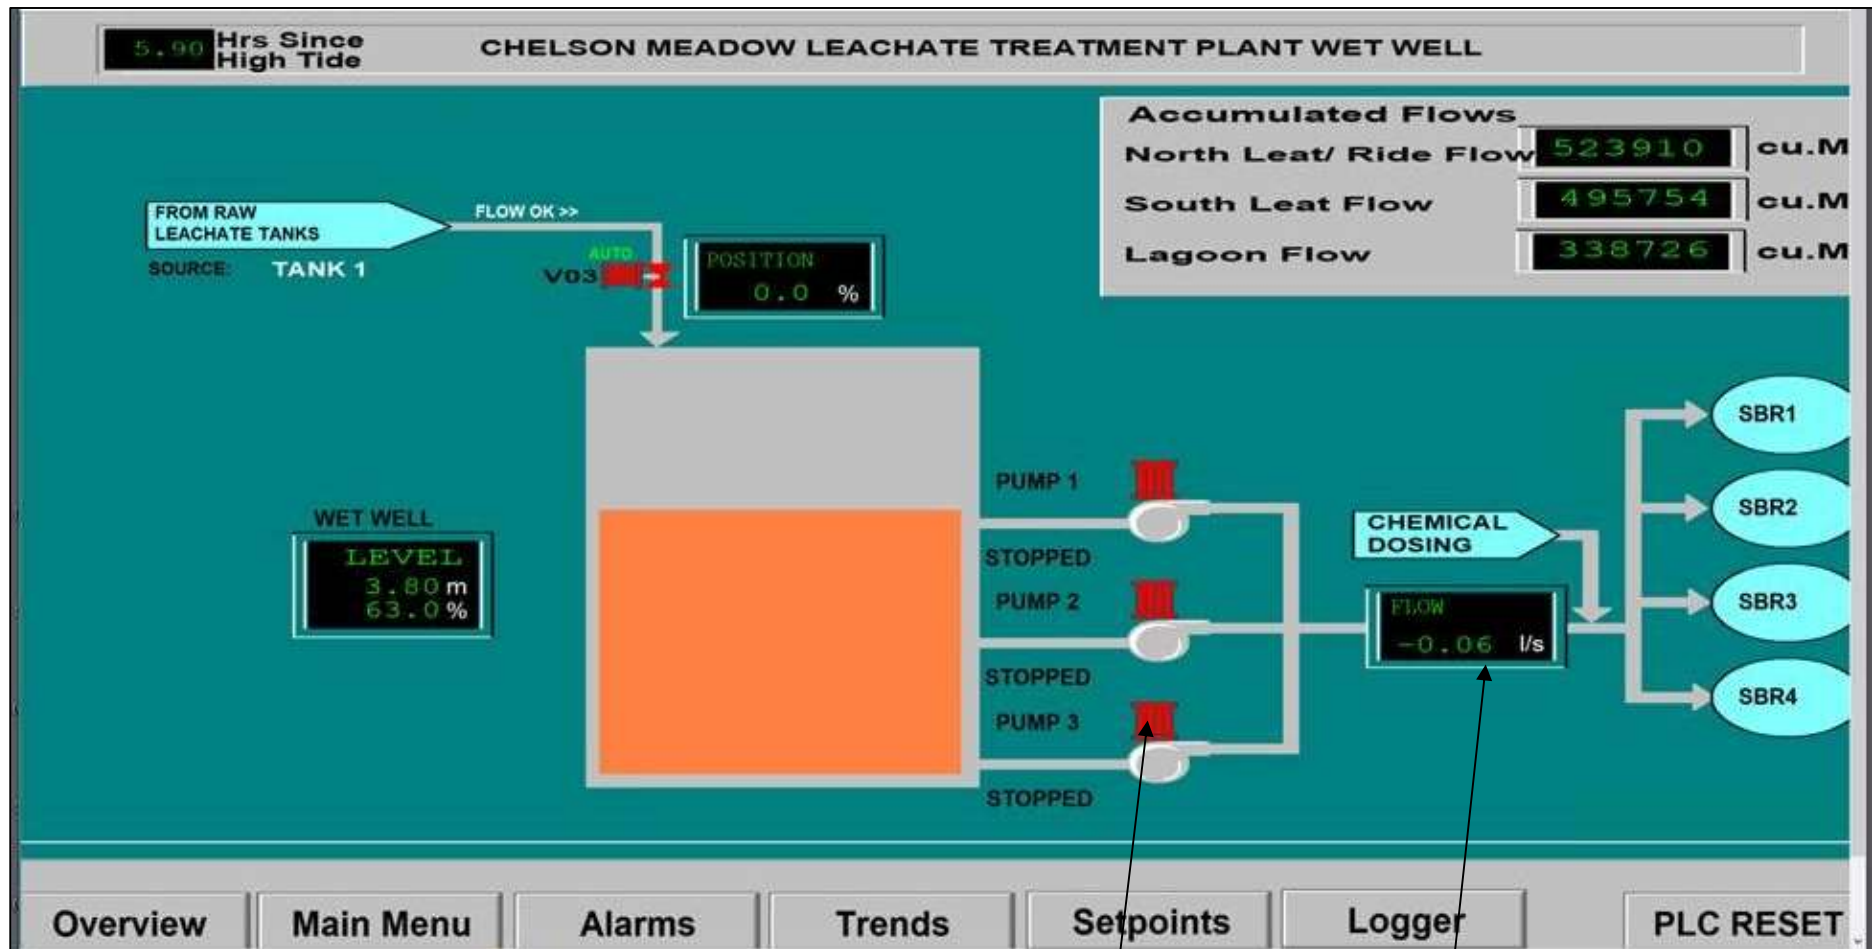 5.90 Hrs Since
High Tide
CHELSON MEADOW LEACHATE TREATMENT PLANT WET WELL
Accumulated Flows
North Leat/ Ride Flow 523910 cu.M
South Leat Flow 495754 cu.M
Lagoon Flow 338726 cu.M
FROM RAW
LEACHATE TANKS
SOURCE: TANK 1
FLOW OK >>
AUTO
V03
POSITION
0.0 %
WET WELL
LEVEL
3.80 m
63.0 %
PUMP 1
STOPPED
PUMP 2
STOPPED
PUMP 3
STOPPED
CHEMICAL
DOSING
FLOW
-0.06 l/s
SBR1
SBR2
SBR3
SBR4
Overview
Main Menu
Alarms
Trends
Setpoints
Logger
PLC RESET